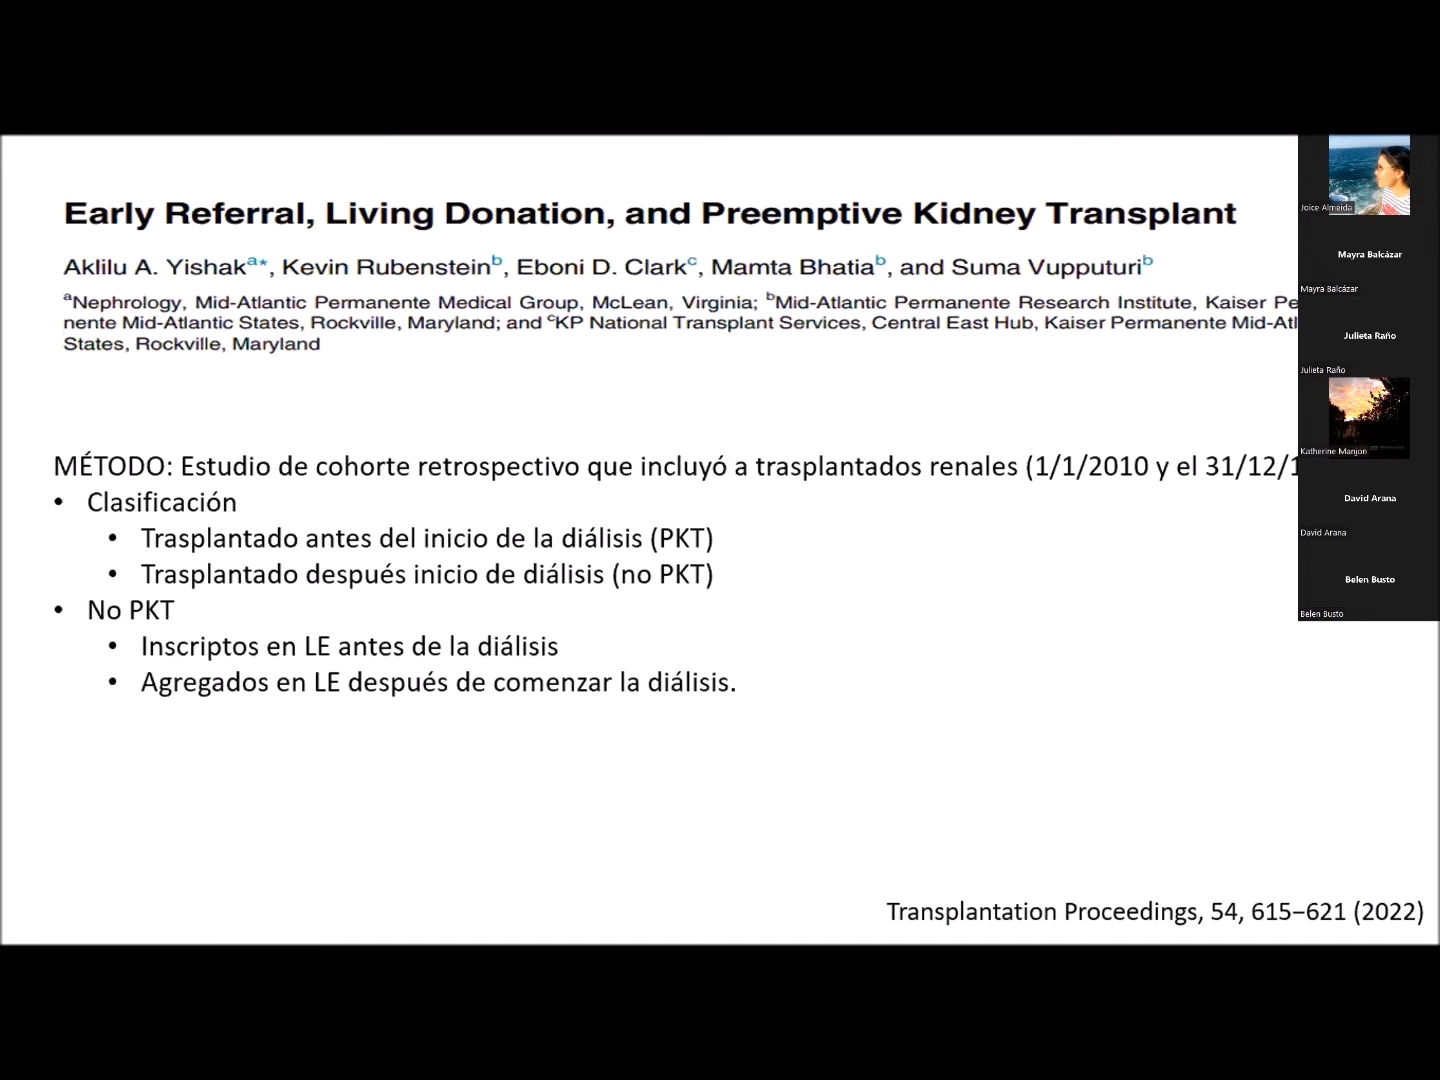 Early Referral, Living Donation, and Preemptive Kidney Transplant
Aklilu A. Yishakᵃ*, Kevin Rubensteinᵇ, Eboni D. Clarkᶜ, Mamta Bhatiaᵇ, and Suma Vupputuriᵇ
ᵃNephrology, Mid-Atlantic Permanente Medical Group, McLean, Virginia; ᵇMid-Atlantic Permanente Research Institute, Kaiser Pe
nente Mid-Atlantic States, Rockville, Maryland; and ᶜKP National Transplant Services, Central East Hub, Kaiser Permanente Mid-Atl
States, Rockville, Maryland
MÉTODO: Estudio de cohorte retrospectivo que incluyó a trasplantados renales (1/1/2010 y el 31/12/1
• Clasificación
• Trasplantado antes del inicio de la diálisis (PKT)
• Trasplantado después inicio de diálisis (no PKT)
• No PKT
• Inscriptos en LE antes de la diálisis
• Agregados en LE después de comenzar la diálisis.
Transplantation Proceedings, 54, 615−621 (2022)
Joice Almeida
Mayra Balcázar
Mayra Balcázar
Julieta Raño
Julieta Raño
Katherine Manjon
David Arana
David Arana
Belen Busto
Belen Busto